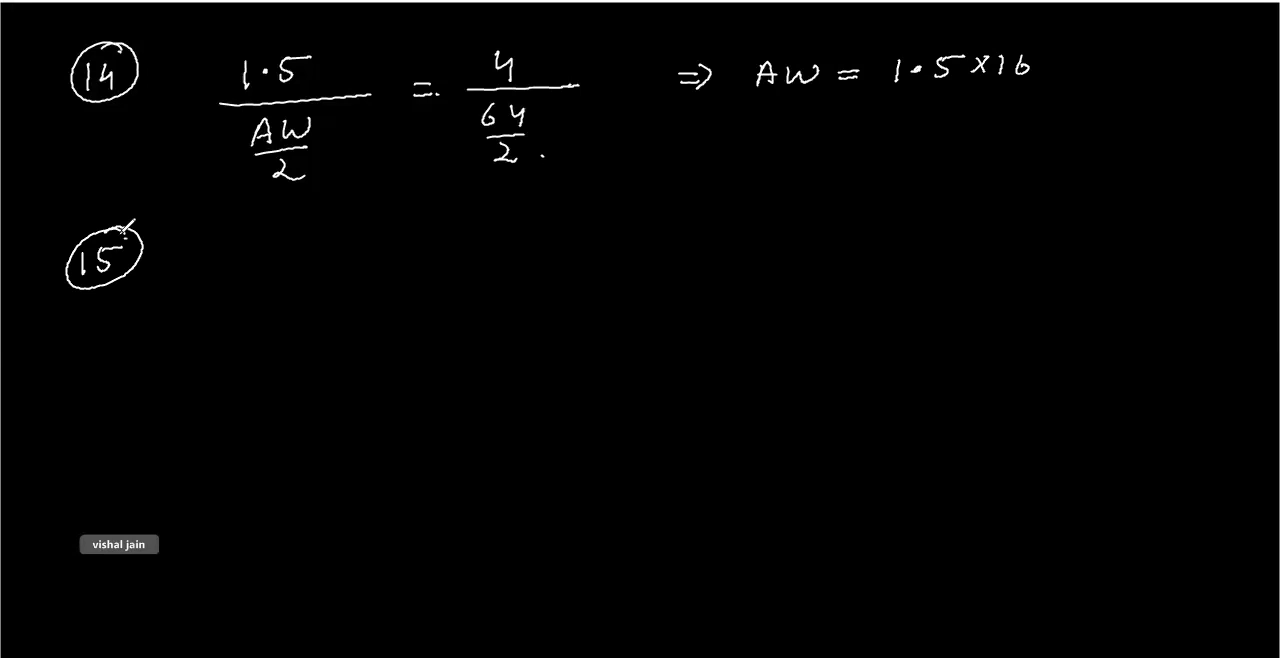 14 1.5 / (AW/2) = 4 / (64/2) ⇒ AW = 1.5×16
15
vishal jain